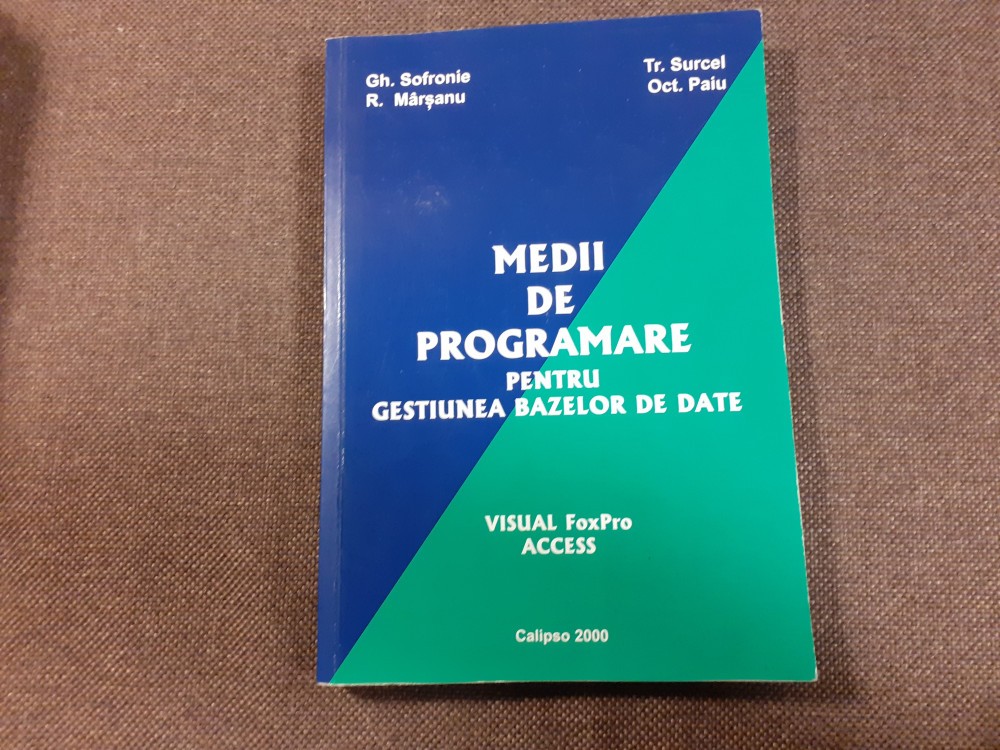 Gh. Sofronie
R. Mârșanu
Tr. Surcel
Oct. Paiu
MEDII
DE
PROGRAMARE
PENTRU
GESTIUNEA BAZELOR DE DATE
VISUAL FoxPro
ACCESS
Calipso 2000